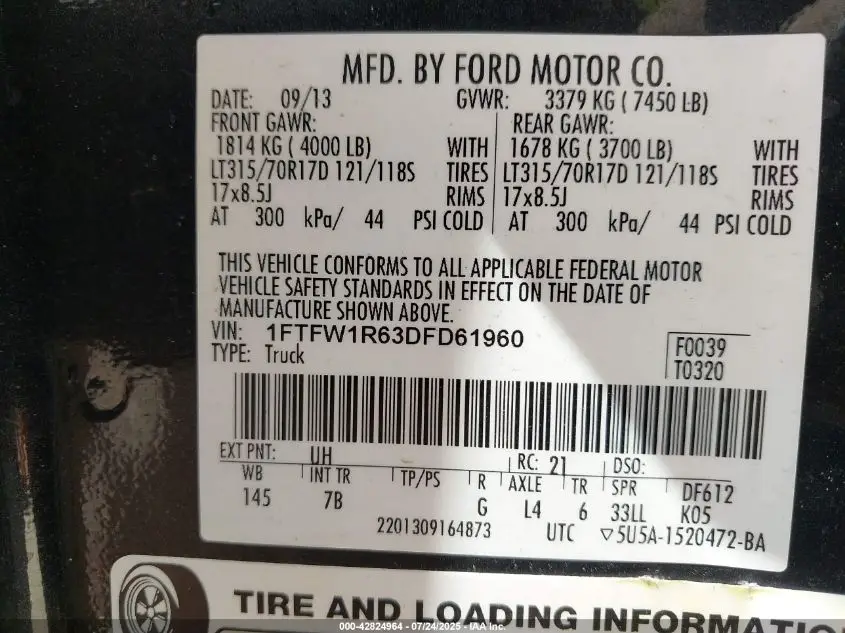 MFD. BY FORD MOTOR CO.
DATE: 09/13 GVWR: 3379 KG ( 7450 LB)
FRONT GAWR: REAR GAWR:
1814 KG ( 4000 LB) WITH 1678 KG ( 3700 LB) WITH
LT315/70R17D 121/118S TIRES LT315/70R17D 121/118S TIRES
17x8.5J RIMS 17x8.5J RIMS
AT 300 kPa/ 44 PSI COLD AT 300 kPa/ 44 PSI COLD
THIS VEHICLE CONFORMS TO ALL APPLICABLE FEDERAL MOTOR
VEHICLE SAFETY STANDARDS IN EFFECT ON THE DATE OF
MANUFACTURE SHOWN ABOVE.
VIN: 1FTFW1R63DFD61960
TYPE: Truck
F0039
T0320
EXT PNT: UH RC: 21 DSO:
WB INT TR TP/PS R AXLE TR SPR DF612
145 7B G L4 6 33LL K05
2201309164873 UTC ▽5U5A-1520472-BA
TIRE AND LOADING INFORMATION
000-42824964 - 07/24/2025 - IAA Inc.